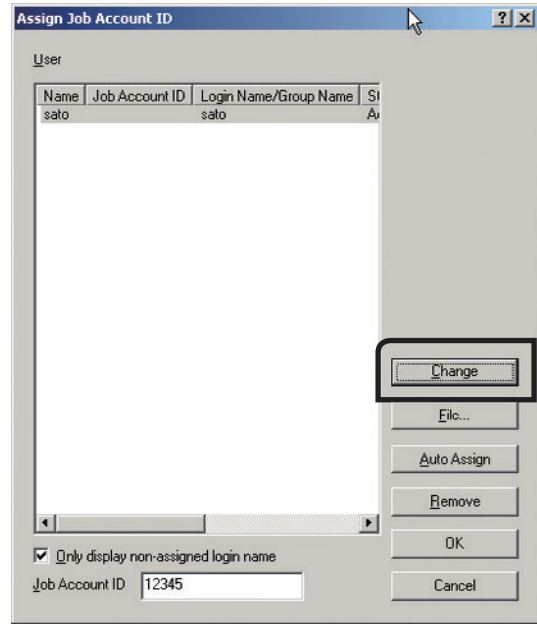 Assign Job Account ID
User
Name Job Account ID Login Name/Group Name St
sato sato A
Change
File...
Auto Assign
Remove
OK
Cancel
Only display non-assigned login name
Job Account ID 12345